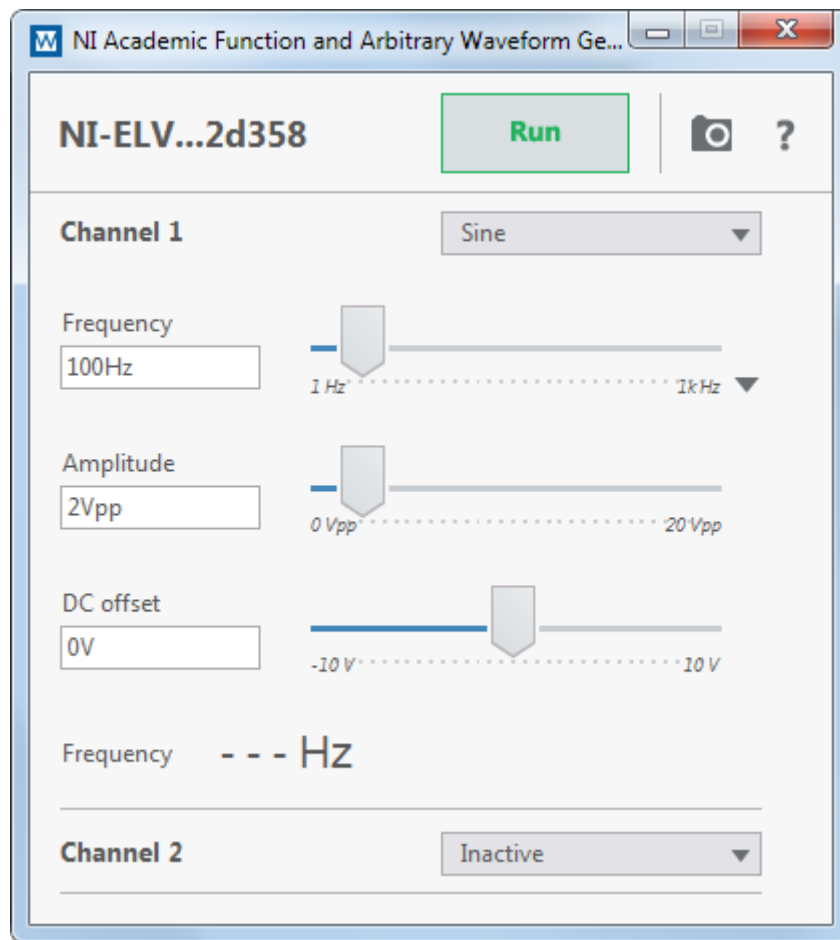 W NI Academic Function and Arbitrary Waveform Ge...
NI-ELV...2d358 Run ?
Channel 1 Sine
Frequency
100Hz
1 Hz 1k Hz
Amplitude
2Vpp
0 Vpp 20 Vpp
DC offset
0V
-10 V 10 V
Frequency - - - Hz
Channel 2 Inactive